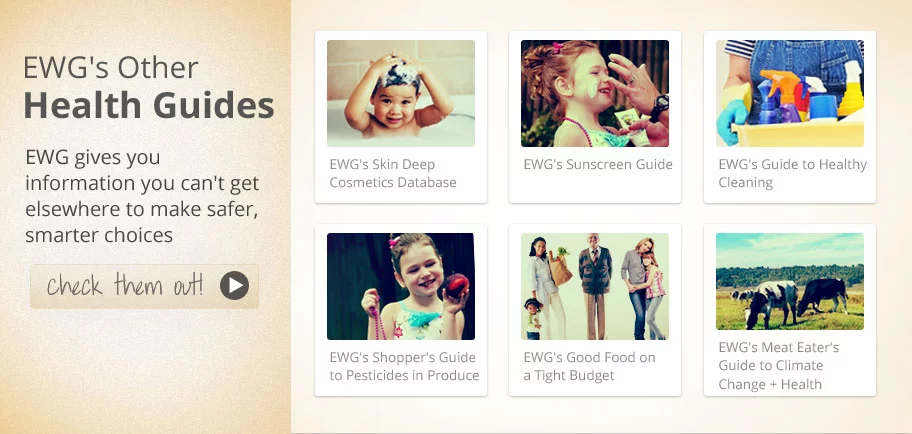 EWG's Other
Health Guides
EWG gives you
information you can't get
elsewhere to make safer,
smarter choices
check them out!
EWG's Skin Deep
Cosmetics Database
EWG's Sunscreen Guide
EWG's Guide to Healthy
Cleaning
EWG's Shopper's Guide
to Pesticides in Produce
EWG's Good Food on
a Tight Budget
EWG's Meat Eater's
Guide to Climate
Change + Health